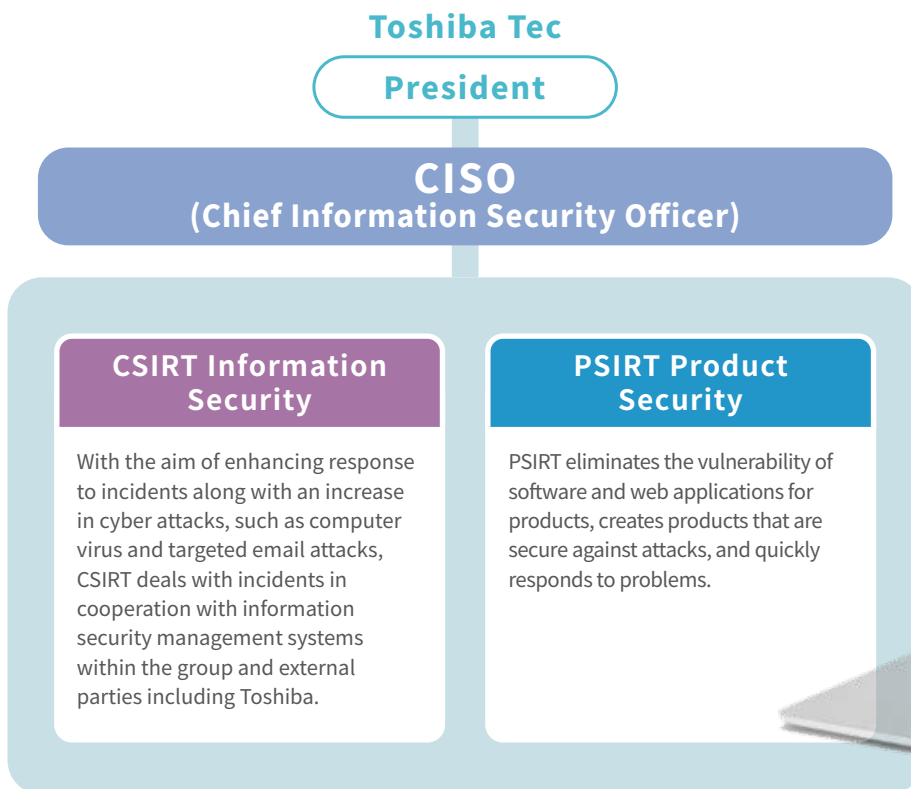 Toshiba Tec
President
CISO
(Chief Information Security Officer)
CSIRT Information
Security
With the aim of enhancing response
to incidents along with an increase
in cyber attacks, such as computer
virus and targeted email attacks,
CSIRT deals with incidents in
cooperation with information
security management systems
within the group and external
parties including Toshiba.
PSIRT Product
Security
PSIRT eliminates the vulnerability of
software and web applications for
products, creates products that are
secure against attacks, and quickly
responds to problems.